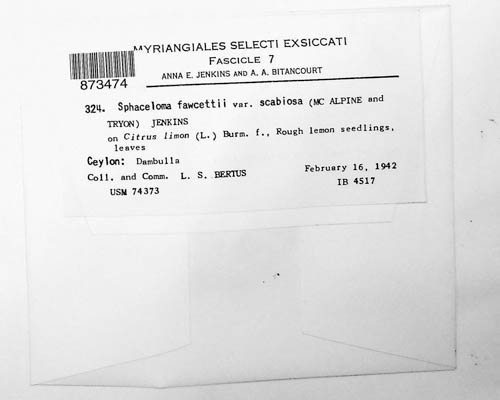 MYRIANGIALES SELECTI EXSICCATI
FASCICLE 7
ANNA E. JENKINS AND A. A. BITANCOURT
873474
324. Sphaceloma fawcettii var. scabiosa (MC ALPINE and
TRYON) JENKINS
on Citrus limon (L.) Burm. f., Rough lemon seedlings,
leaves
Ceylon: Dambulla
Coll. and Comm. L. S. BERTUS
February 16, 1942
USM 74373
IB 4517